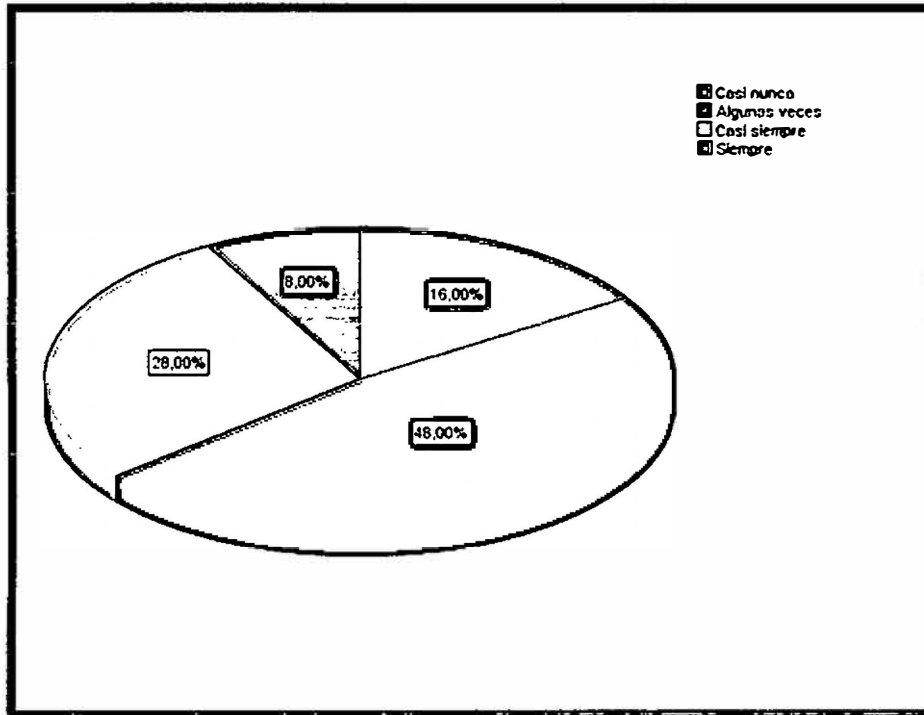 Casi nunca
Algunas veces
Casi siempre
Siempre
8,00%
16,00%
28,00%
48,00%